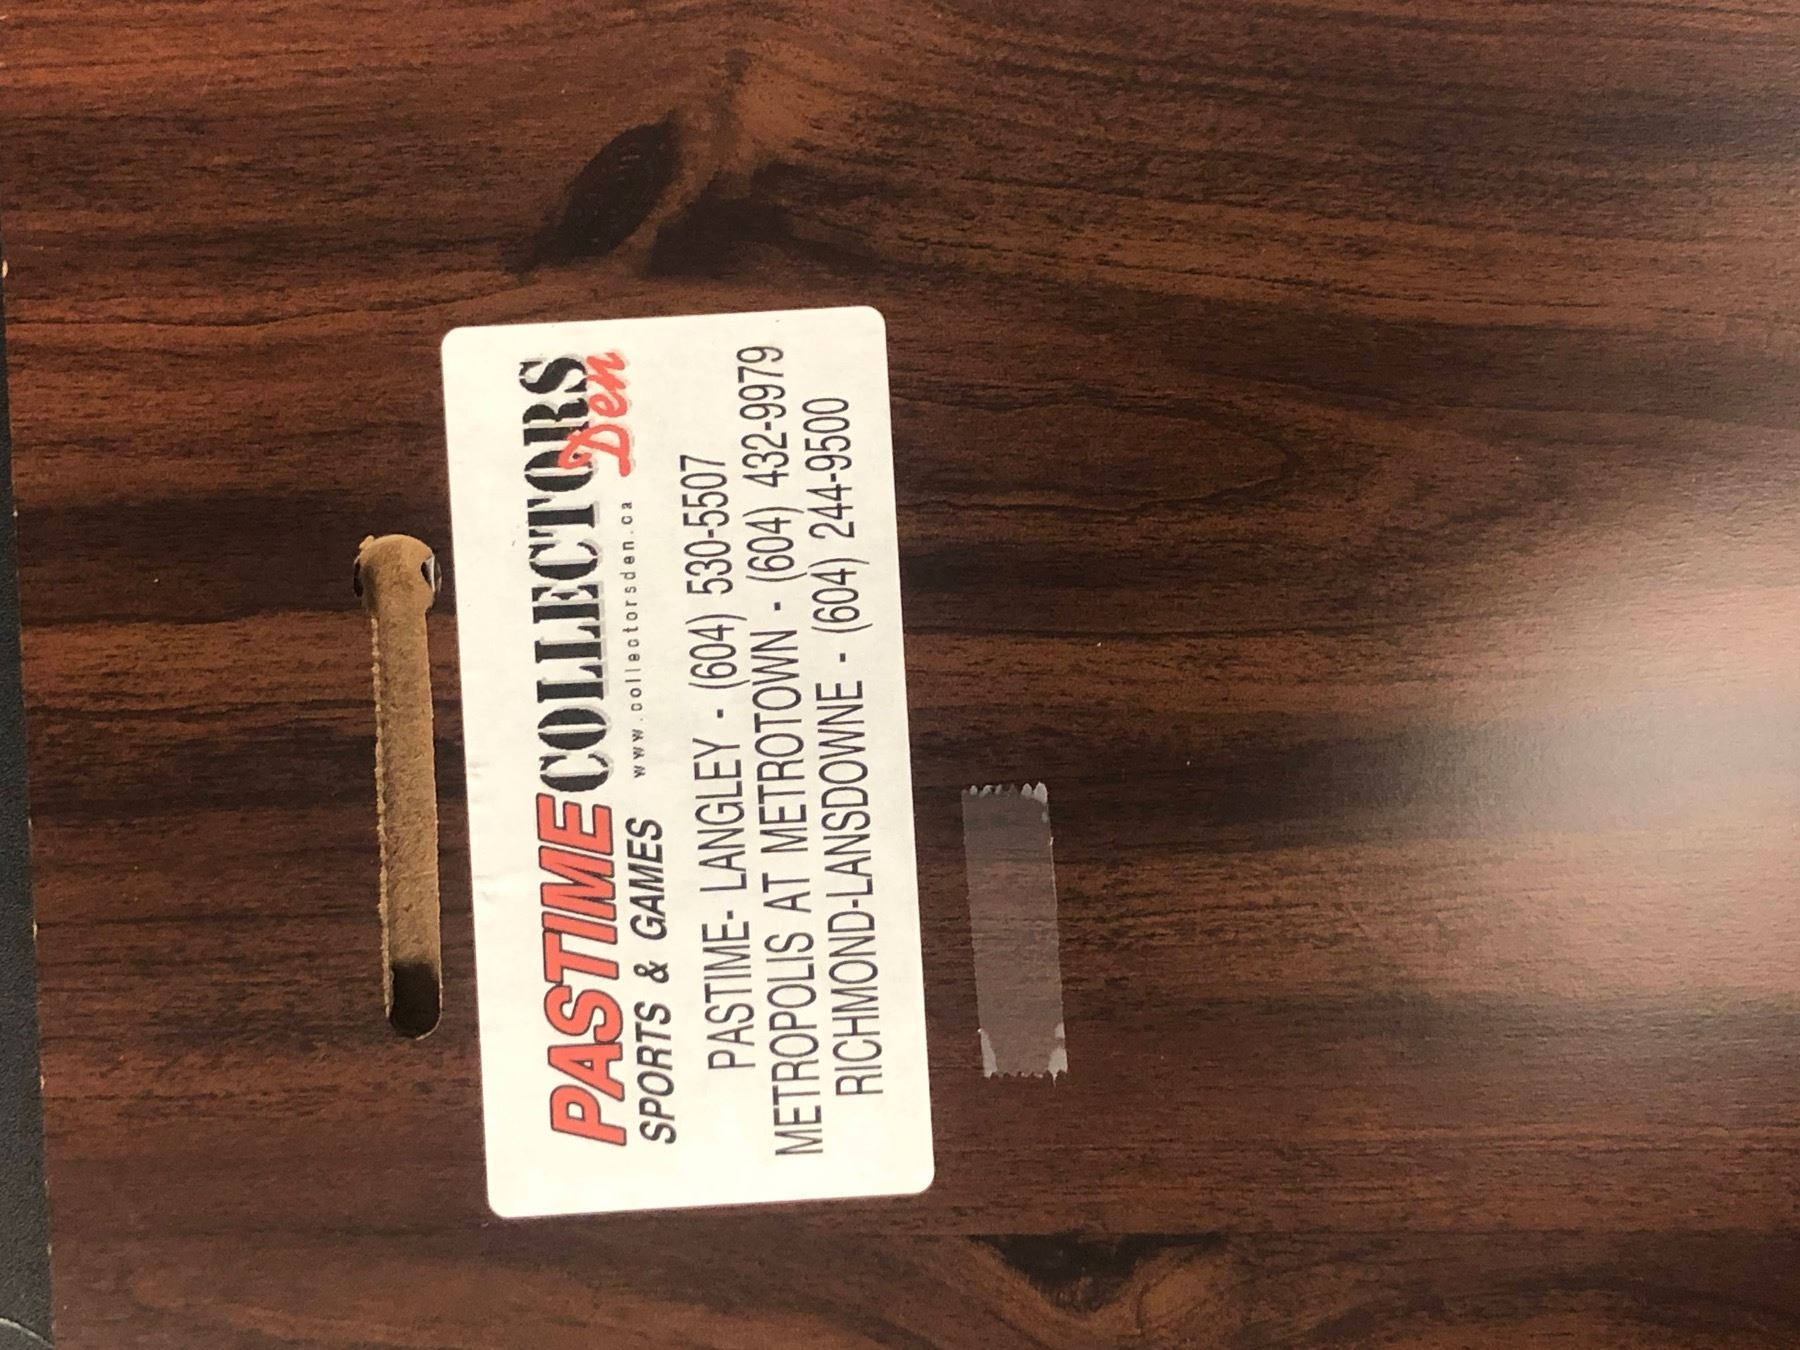 PASTIME COLLECTORS Den
SPORTS & GAMES www.collectorsden.ca
PASTIME- LANGLEY - (604) 530-5507
METROPOLIS AT METROTOWN - (604) 432-9979
RICHMOND-LANSDOWNE - (604) 244-9500